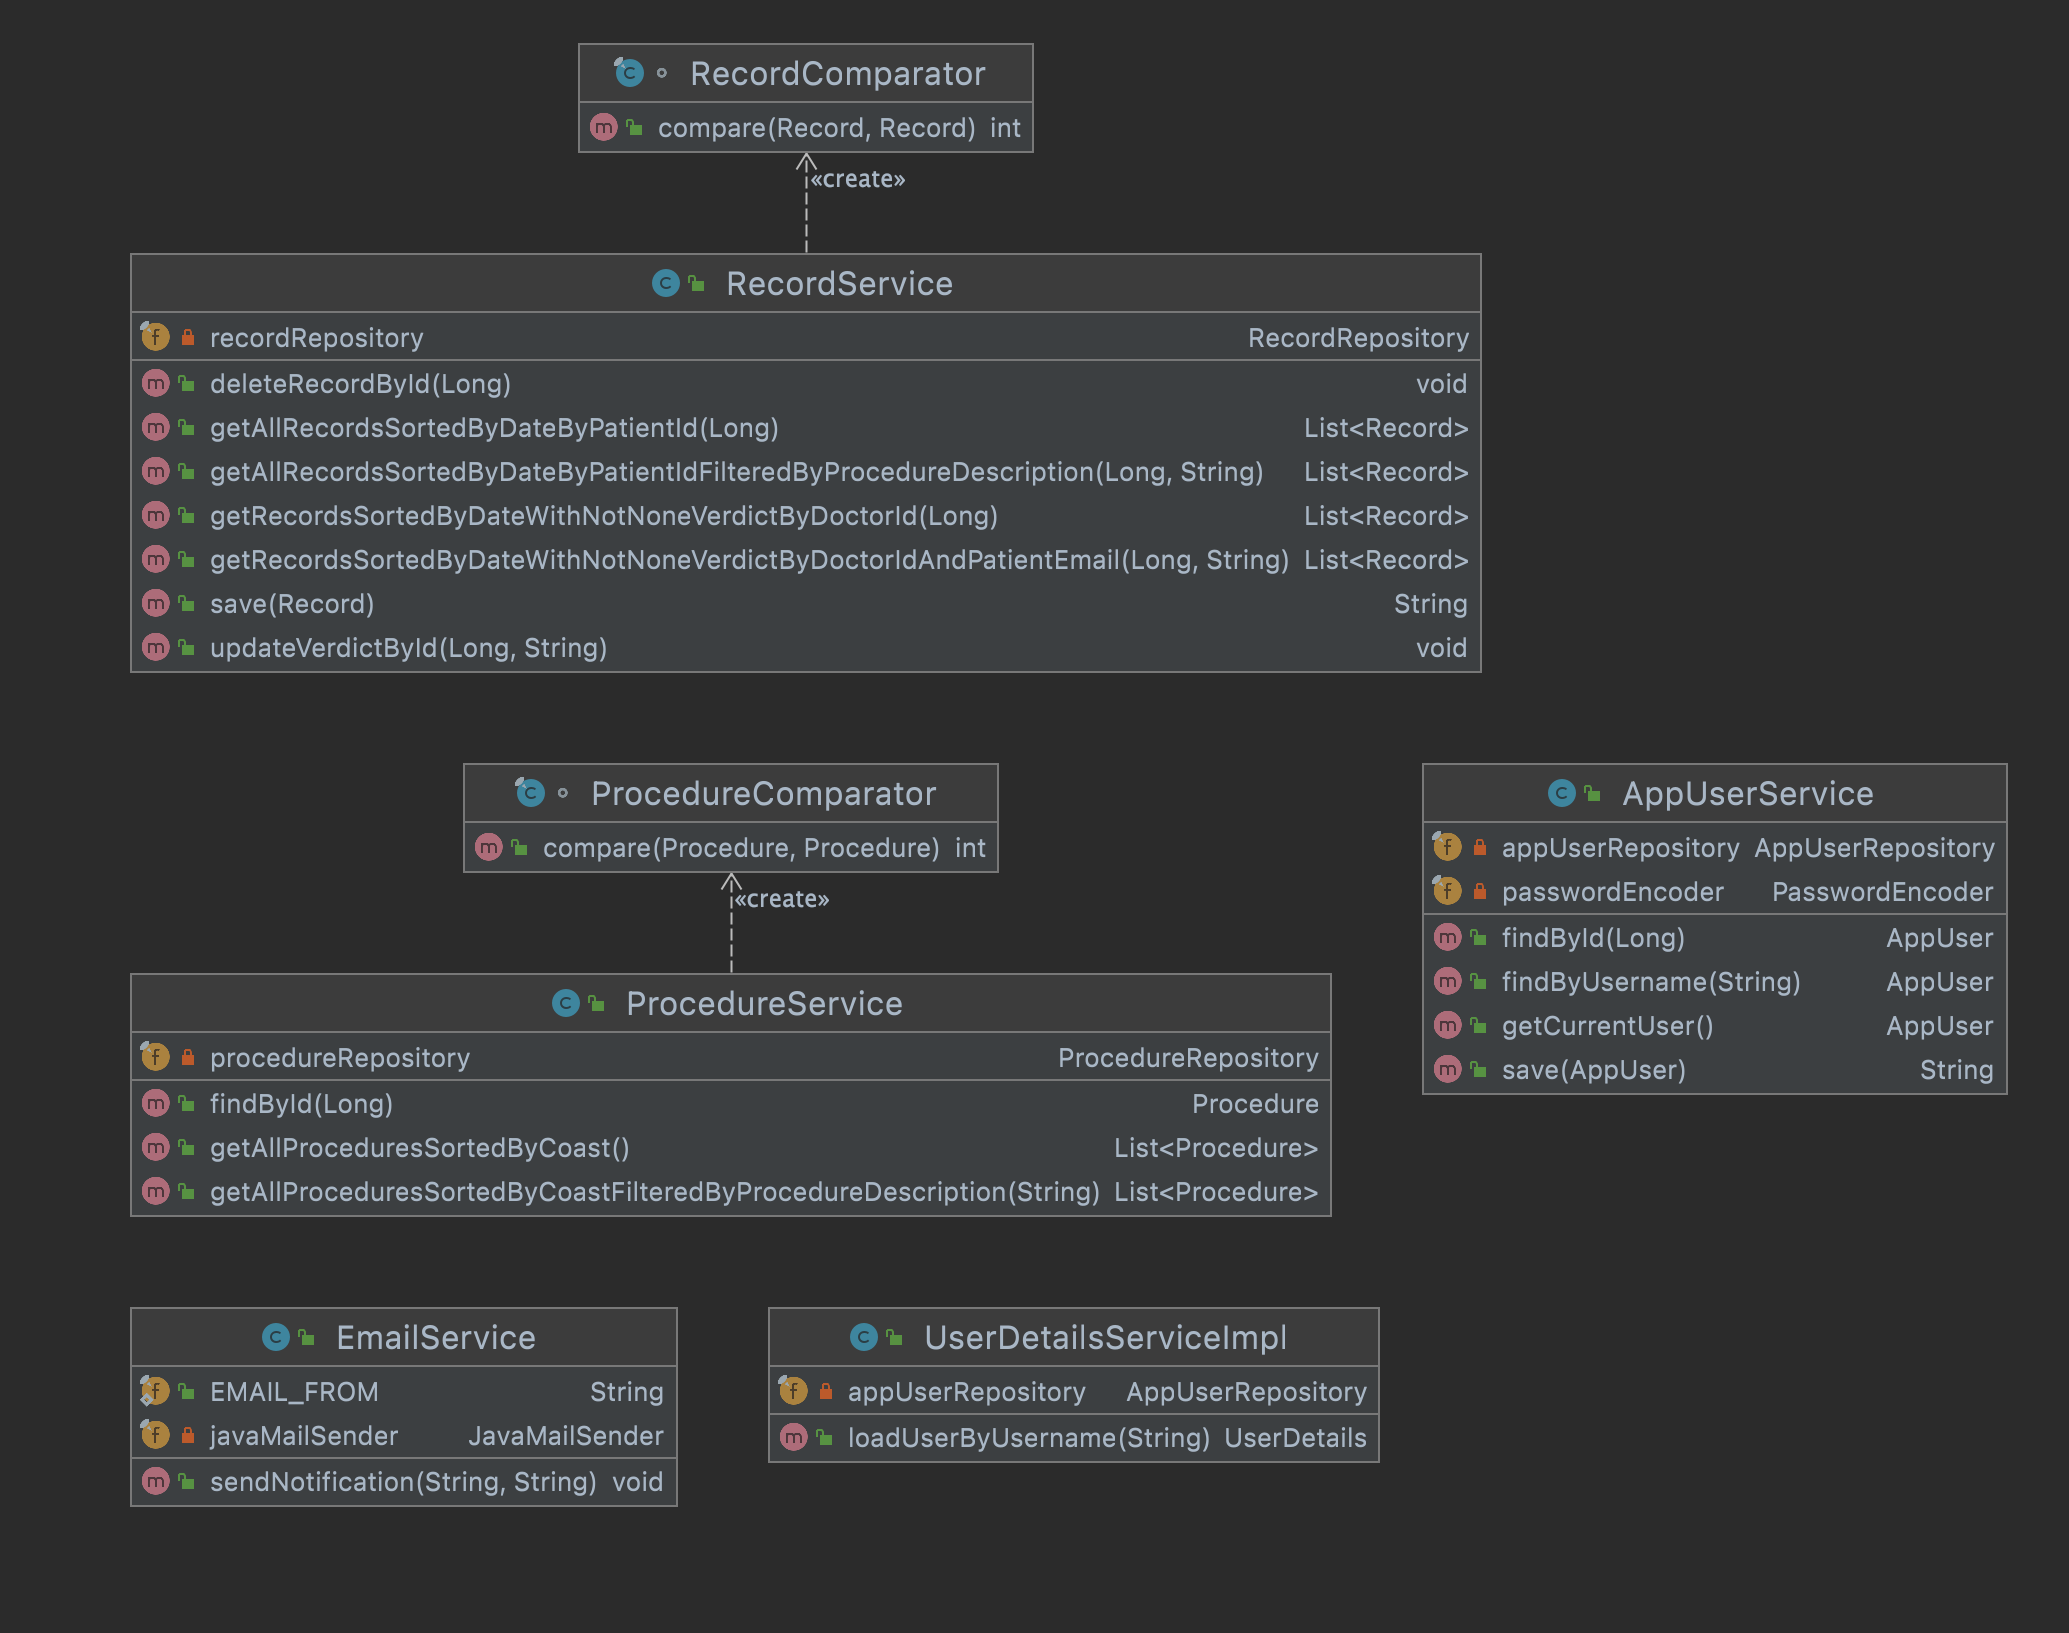 RecordComparator
compare(Record, Record) int
«create»
RecordService
recordRepository RecordRepository
deleteRecordById(Long) void
getAllRecordsSortedByDateByPatientId(Long) List<Record>
getAllRecordsSortedByDateByPatientIdFilteredByProcedureDescription(Long, String) List<Record>
getRecordsSortedByDateWithNotNoneVerdictByDoctorId(Long) List<Record>
getRecordsSortedByDateWithNotNoneVerdictByDoctorIdAndPatientEmail(Long, String) List<Record>
save(Record) String
updateVerdictById(Long, String) void
ProcedureComparator
compare(Procedure, Procedure) int
«create»
ProcedureService
procedureRepository ProcedureRepository
findById(Long) Procedure
getAllProceduresSortedByCoast() List<Procedure>
getAllProceduresSortedByCoastFilteredByProcedureDescription(String) List<Procedure>
AppUserService
appUserRepository AppUserRepository
passwordEncoder PasswordEncoder
findById(Long) AppUser
findByUsername(String) AppUser
getCurrentUser() AppUser
save(AppUser) String
EmailService
EMAIL_FROM String
javaMailSender JavaMailSender
sendNotification(String, String) void
UserDetailsServiceImpl
appUserRepository AppUserRepository
loadUserByUsername(String) UserDetails